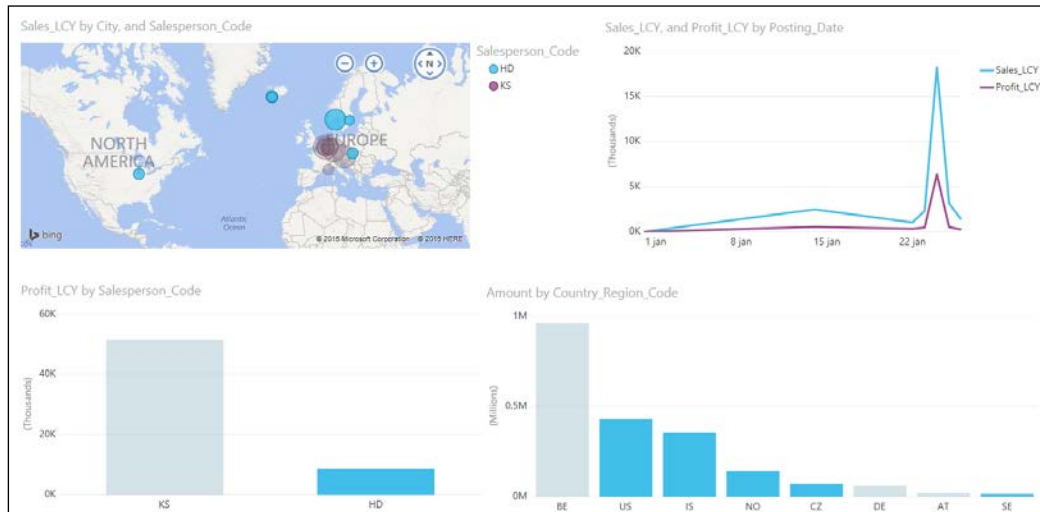 Sales_LCY by City, and Salesperson_Code
Salesperson_Code
HD
KS
N
NORTH
AMERICA
EUROPE
Atlantic
Ocean
bing
© 2015 Microsoft Corporation © 2015 HERE
Sales_LCY, and Profit_LCY by Posting_Date
20K
15K
10K
5K
0K
(Thousands)
1 jan
8 jan
15 jan
22 jan
Sales_LCY
Profit_LCY
Profit_LCY by Salesperson_Code
60K
40K
20K
0K
(Thousands)
KS
HD
Amount by Country_Region_Code
1M
0.5M
0M
(Millions)
BE
US
IS
NO
CZ
DE
AT
SE